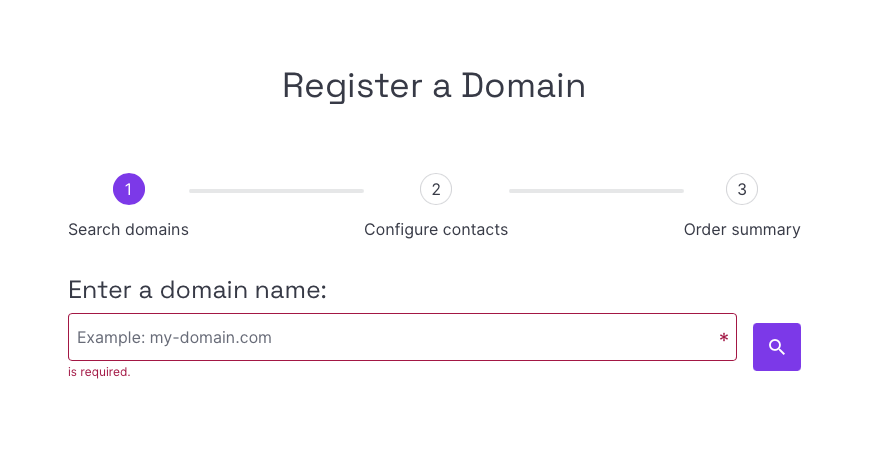 Register a Domain
1
2
3
Search domains
Configure contacts
Order summary
Enter a domain name:
Example: my-domain.com *
is required.